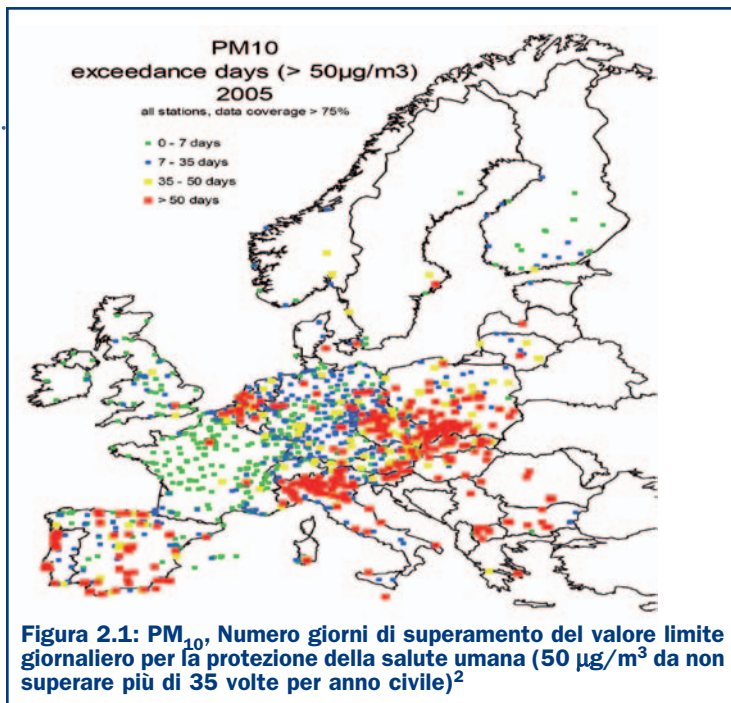 PM10
exceedance days (> 50µg/m3)
2005
all stations, data coverage > 75%
0 - 7 days
7 - 35 days
35 - 50 days
> 50 days
Figura 2.1: PM₁₀, Numero giorni di superamento del valore limite
giornaliero per la protezione della salute umana (50 µg/m³ da non
superare più di 35 volte per anno civile)²